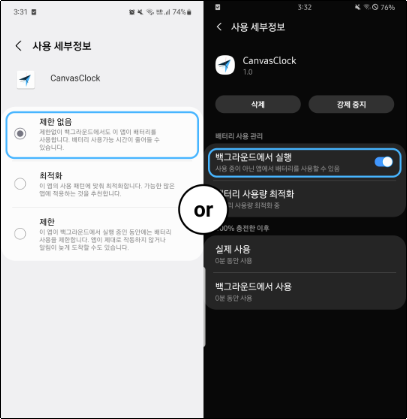 3:31
74%
사용 세부정보
CanvasClock
제한 없음
제한없이 백그라운드에서도 이 앱이 배터리를
사용합니다. 배터리 사용가능 시간이 줄어들 수
있습니다.
최적화
이 앱의 사용 패턴에 맞춰 최적화합니다. 가능한 많은
앱에 적용하는 것을 추천합니다.
제한
이 앱이 백그라운드에서 실행 중인 동안에는 배터리
사용을 제한합니다. 앱이 제대로 작동하지 않거나
알림이 늦게 도착할 수도 있습니다.
or
3:32
76%
사용 세부정보
CanvasClock
1.0
삭제
강제 중지
배터리 사용 관리
백그라운드에서 실행
사용 중이 아닌 앱에서 배터리를 사용할 수 있음
터리 사용량 최적화
리 사용량 최적화 중
00% 충전한 이후
실제 사용
0분 동안 사용
백그라운드에서 사용
0분 동안 사용